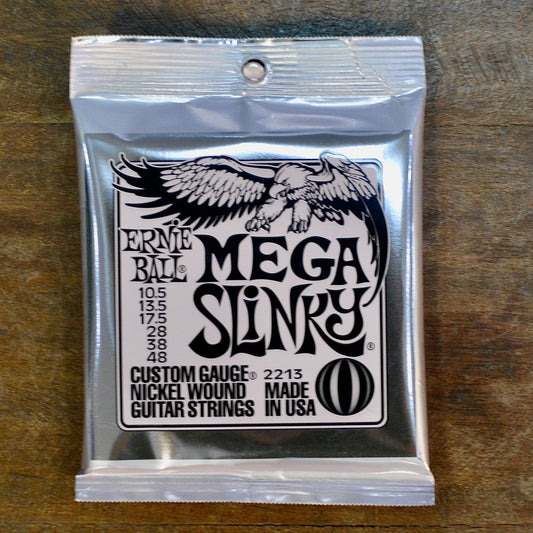 ERNIE
BALL®
MEGA
SLINKY®
10.5
13.5
17.5
28
38
48
CUSTOM GAUGE®
NICKEL WOUND
GUITAR STRINGS
2213
MADE
IN USA